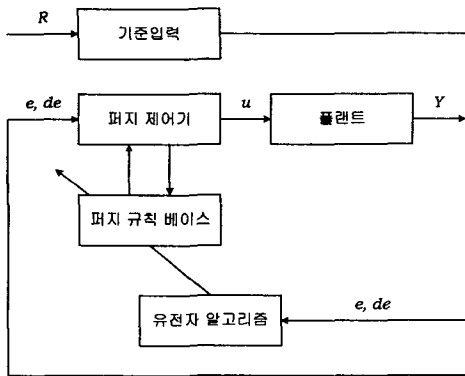 R
기준입력
e, de
퍼지 제어기
u
플랜트
Y
퍼지 규칙 베이스
유전자 알고리즘
e, de